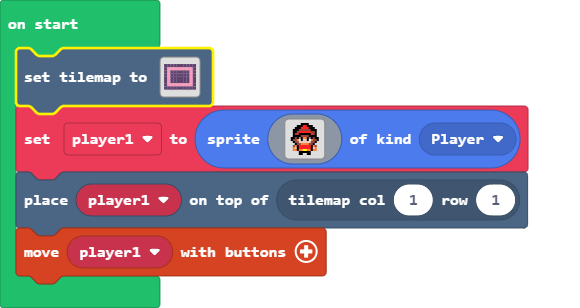 on start
set tilemap to
set player1 to sprite of kind Player
place player1 on top of tilemap col 1 row 1
move player1 with buttons